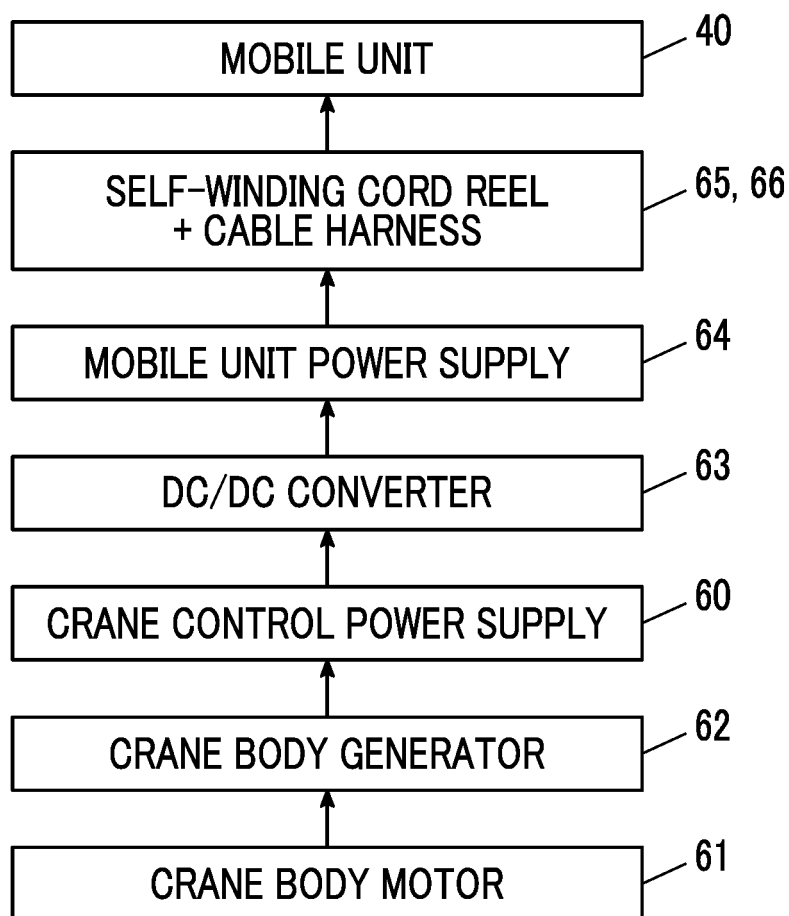 MOBILE UNIT
40
SELF-WINDING CORD REEL
+ CABLE HARNESS
65, 66
MOBILE UNIT POWER SUPPLY
64
DC/DC CONVERTER
63
CRANE CONTROL POWER SUPPLY
60
CRANE BODY GENERATOR
62
CRANE BODY MOTOR
61